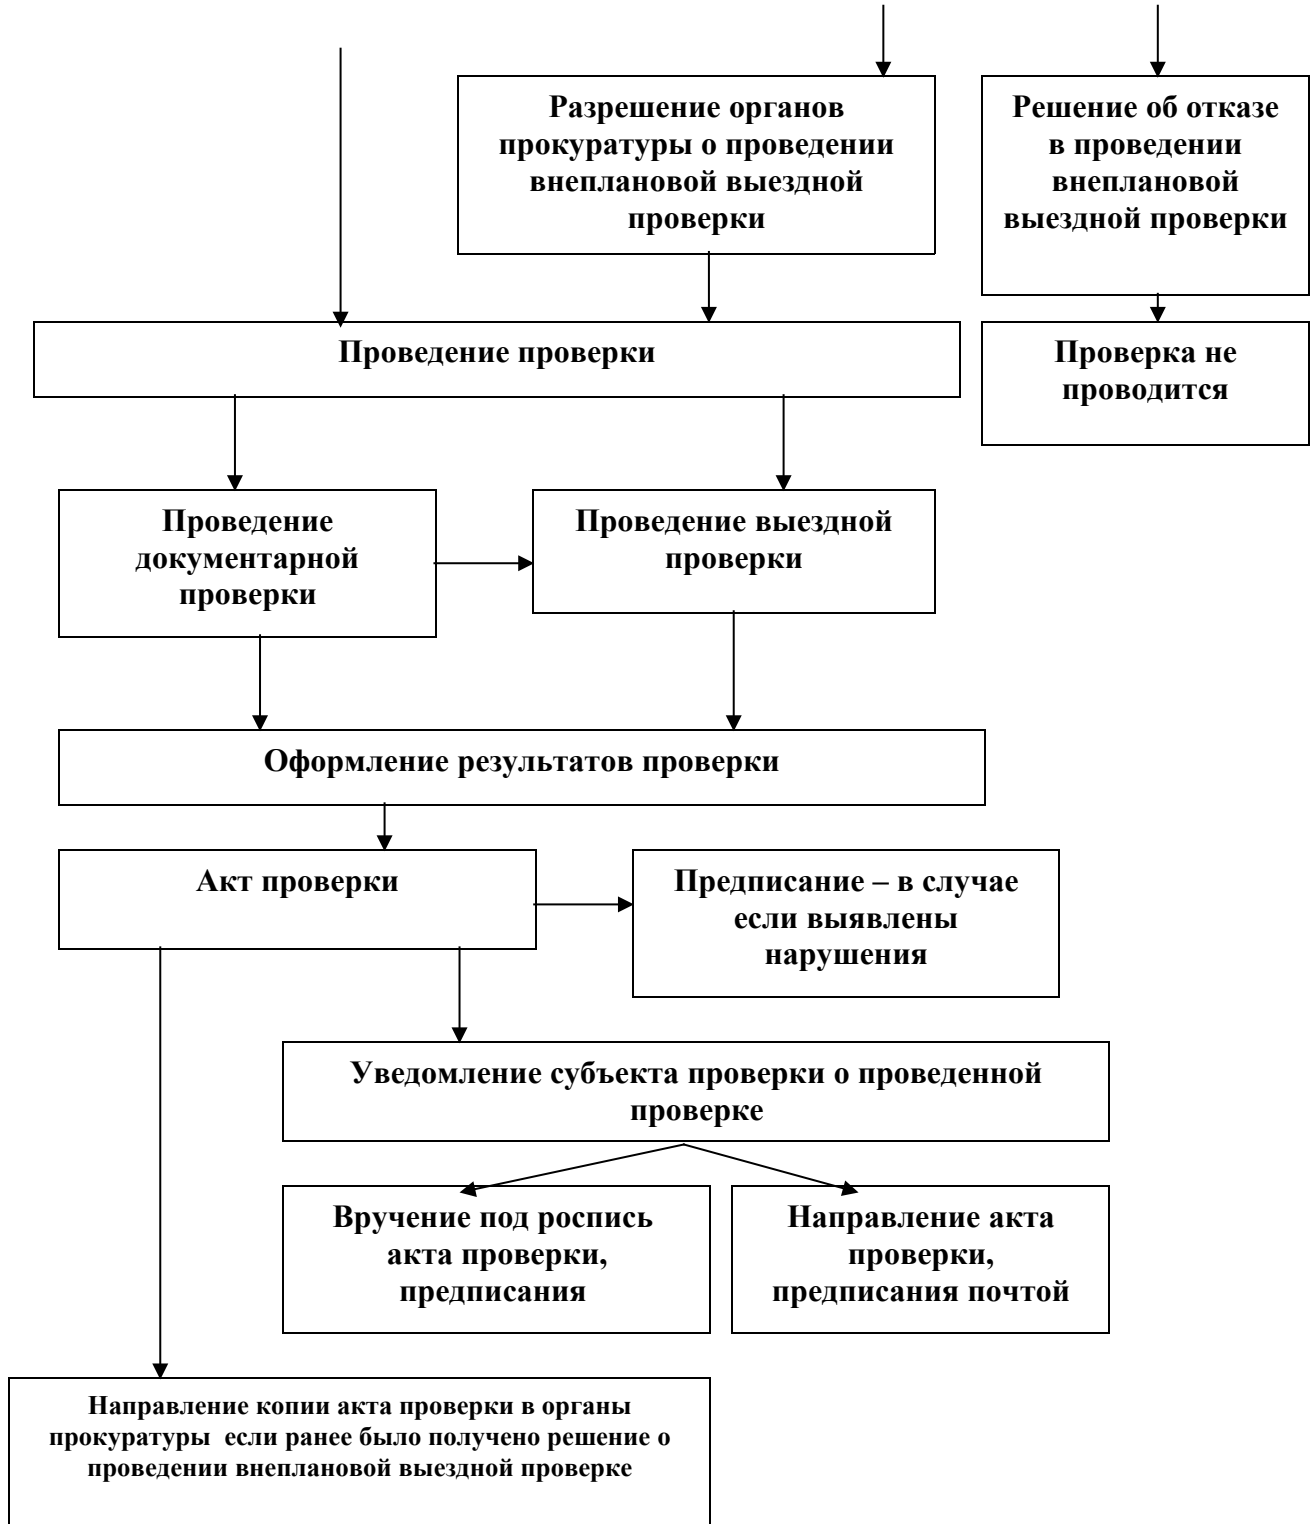 Разрешение органов
прокуратуры о проведении
внеплановой выездной
проверки
Решение об отказе
в проведении
внеплановой
выездной проверки
Проведение проверки
Проверка не
проводится
Проведение
документарной
проверки
Проведение выездной
проверки
Оформление результатов проверки
Акт проверки
Предписание – в случае
если выявлены
нарушения
Уведомление субъекта проверки о проведенной
проверке
Вручение под роспись
акта проверки,
предписания
Направление акта
проверки,
предписания почтой
Направление копии акта проверки в органы
прокуратуры  если ранее было получено решение о
проведении внеплановой выездной проверке